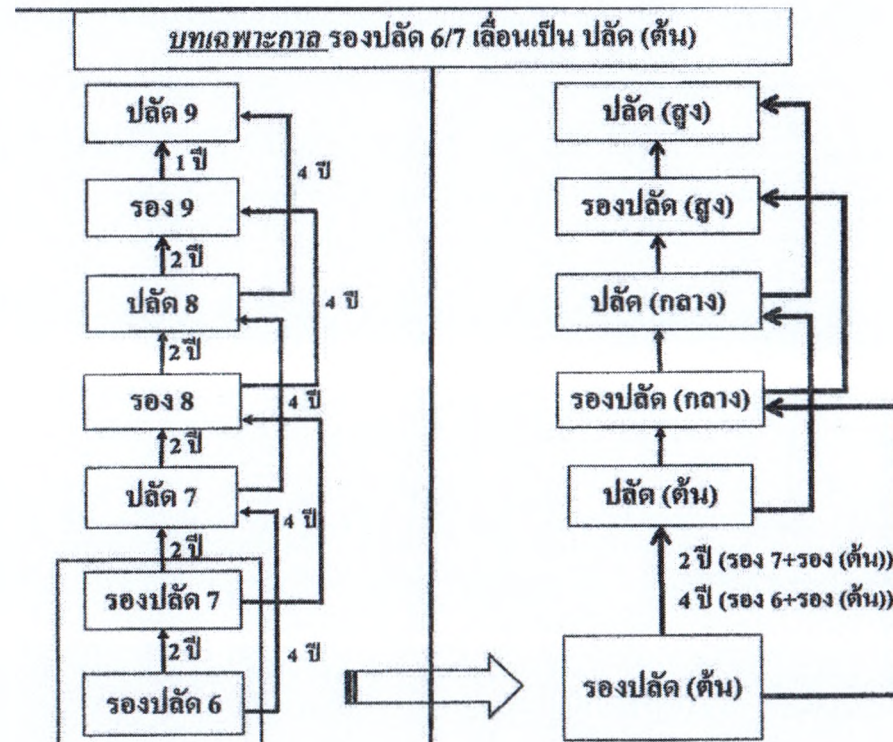 บทเฉพาะกาล รองปลัด 6/7 เลื่อนเป็น ปลัด (ต้น)
ปลัด 9
1 ปี
4 ปี
รอง 9
2 ปี
ปลัด 8
4 ปี
2 ปี
รอง 8
4 ปี
2 ปี
ปลัด 7
4 ปี
2 ปี
รองปลัด 7
2 ปี
4 ปี
รองปลัด 6
ปลัด (สูง)
รองปลัด (สูง)
ปลัด (กลาง)
รองปลัด (กลาง)
ปลัด (ต้น)
2 ปี (รอง 7+รอง (ต้น))
4 ปี (รอง 6+รอง (ต้น))
รองปลัด (ต้น)